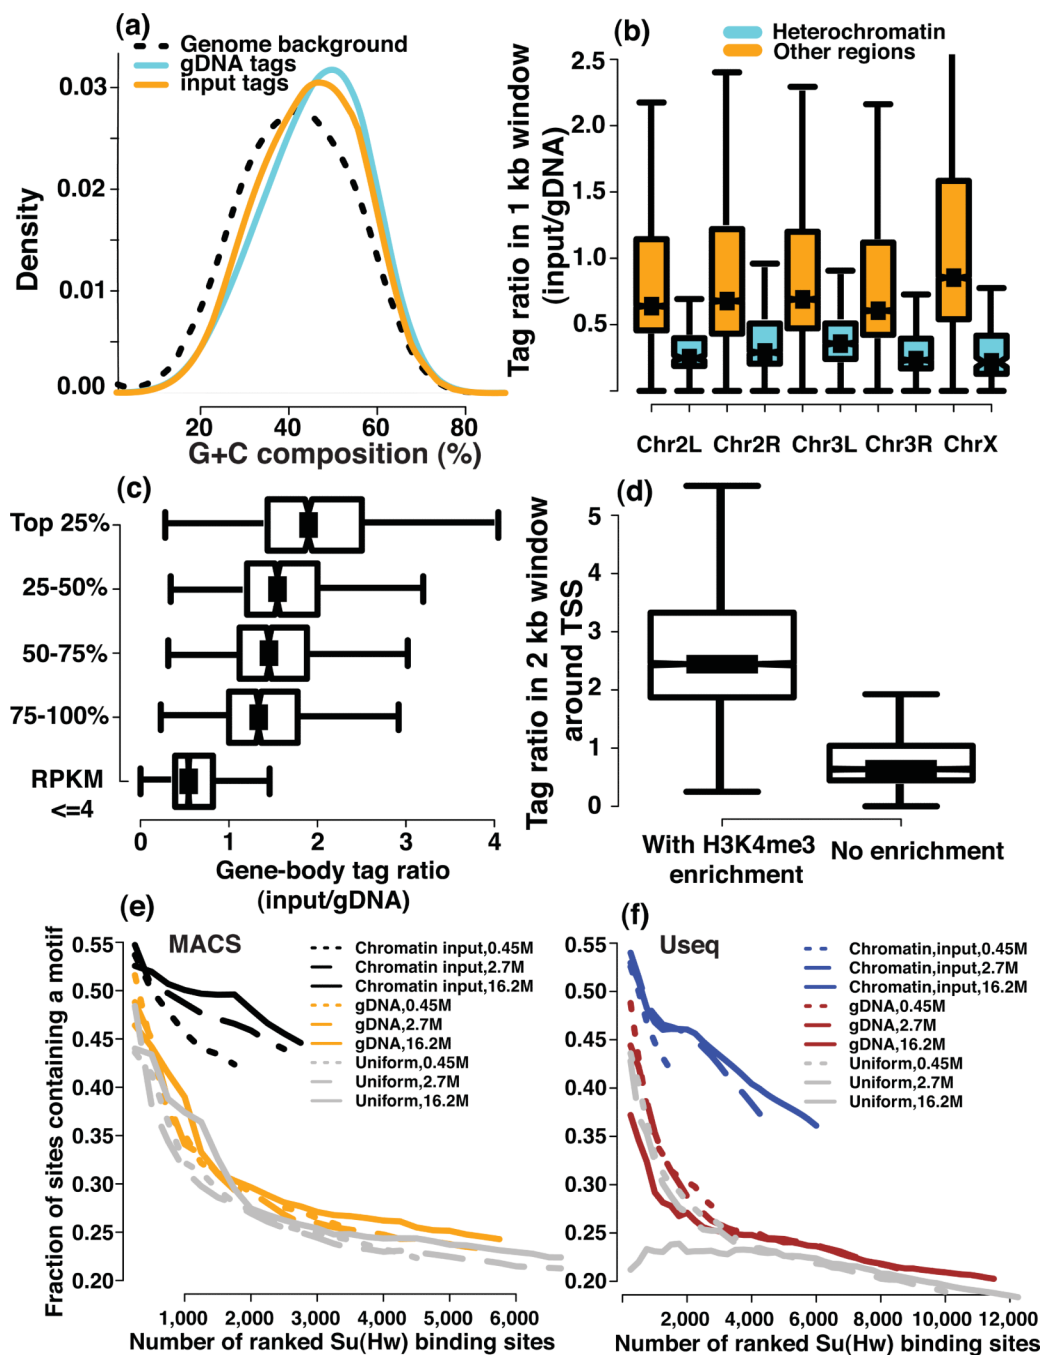 (a)
Genome background
gDNA tags
input tags
0.03
0.02
0.01
0.00
Density
20 40 60 80
G+C composition (%)
(b)
Heterochromatin
Other regions
Tag ratio in 1 kb window
(input/gDNA)
2.5
2.0
1.5
1.0
0.5
Chr2L Chr2R Chr3L Chr3R ChrX
(c)
Top 25%
25-50%
50-75%
75-100%
RPKM
<=4
0 1 2 3 4
Gene-body tag ratio
(input/gDNA)
(d)
Tag ratio in 2 kb window
around TSS
5
4
3
2
1
0
With H3K4me3
enrichment
No enrichment
(e)
MACS
Chromatin input,0.45M
Chromatin input,2.7M
Chromatin input,16.2M
gDNA,0.45M
gDNA,2.7M
gDNA,16.2M
Uniform,0.45M
Uniform,2.7M
Uniform,16.2M
Fraction of sites containing a motif
0.55
0.50
0.45
0.40
0.35
0.30
0.25
0.20
1,000 2,000 3,000 4,000 5,000 6,000
Number of ranked Su(Hw) binding sites
(f)
Useq
Chromatin,input,0.45M
Chromatin,input,2.7M
Chromatin,input,16.2M
gDNA,0.45M
gDNA,2.7M
gDNA,16.2M
Uniform,0.45M
Uniform,2.7M
Uniform,16.2M
0.55
0.50
0.45
0.40
0.35
0.30
0.25
0.20
2,000 4,000 6,000 8,000 10,000 12,000
Number of ranked Su(Hw) binding sites